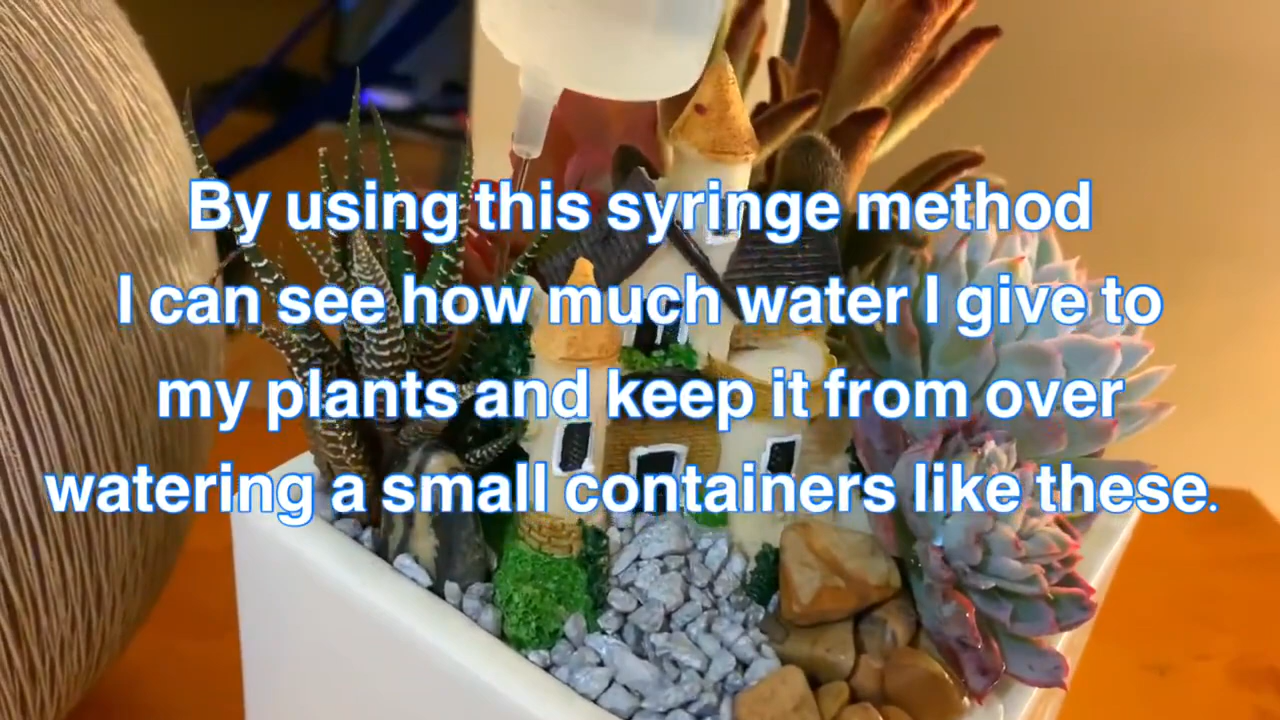 By using this syringe method
I can see how much water I give to
my plants and keep it from over
watering a small containers like these.